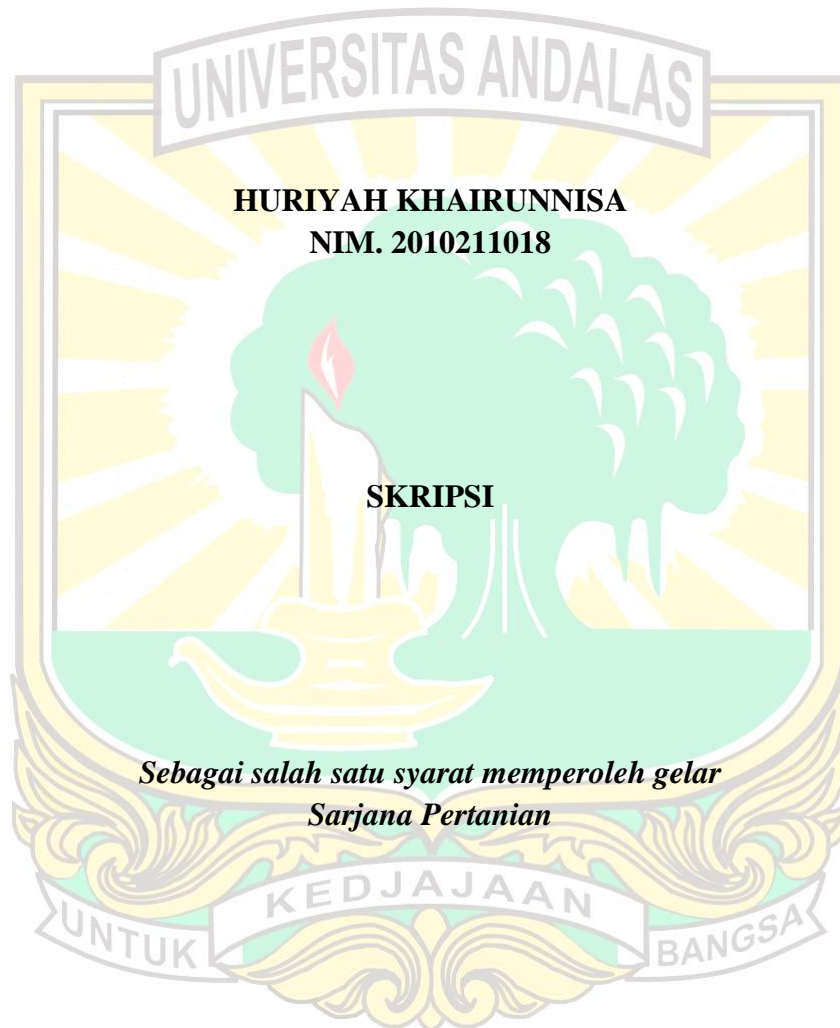 UNIVERSITAS ANDALAS
HURIYAH KHAIRUNNISA
NIM. 2010211018
SKRIPSI
Sebagai salah satu syarat memperoleh gelar
Sarjana Pertanian
UNTUK KEDJAJAAN BANGSA